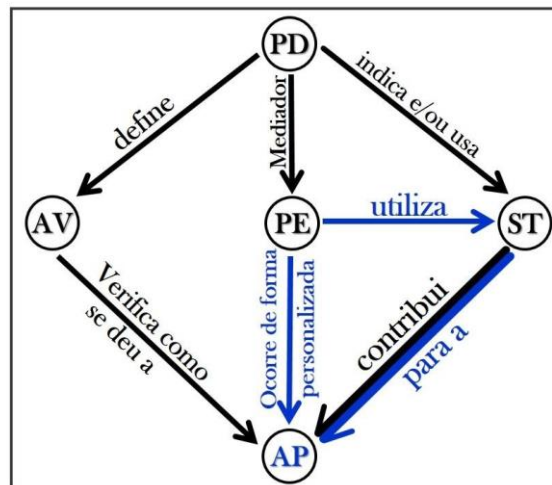 PD
define
Mediador
indica e/ou usa
AV
PE
utiliza
ST
Verifica como
se deu a
Ocorre de forma
personalizada
contribui
para a
AP